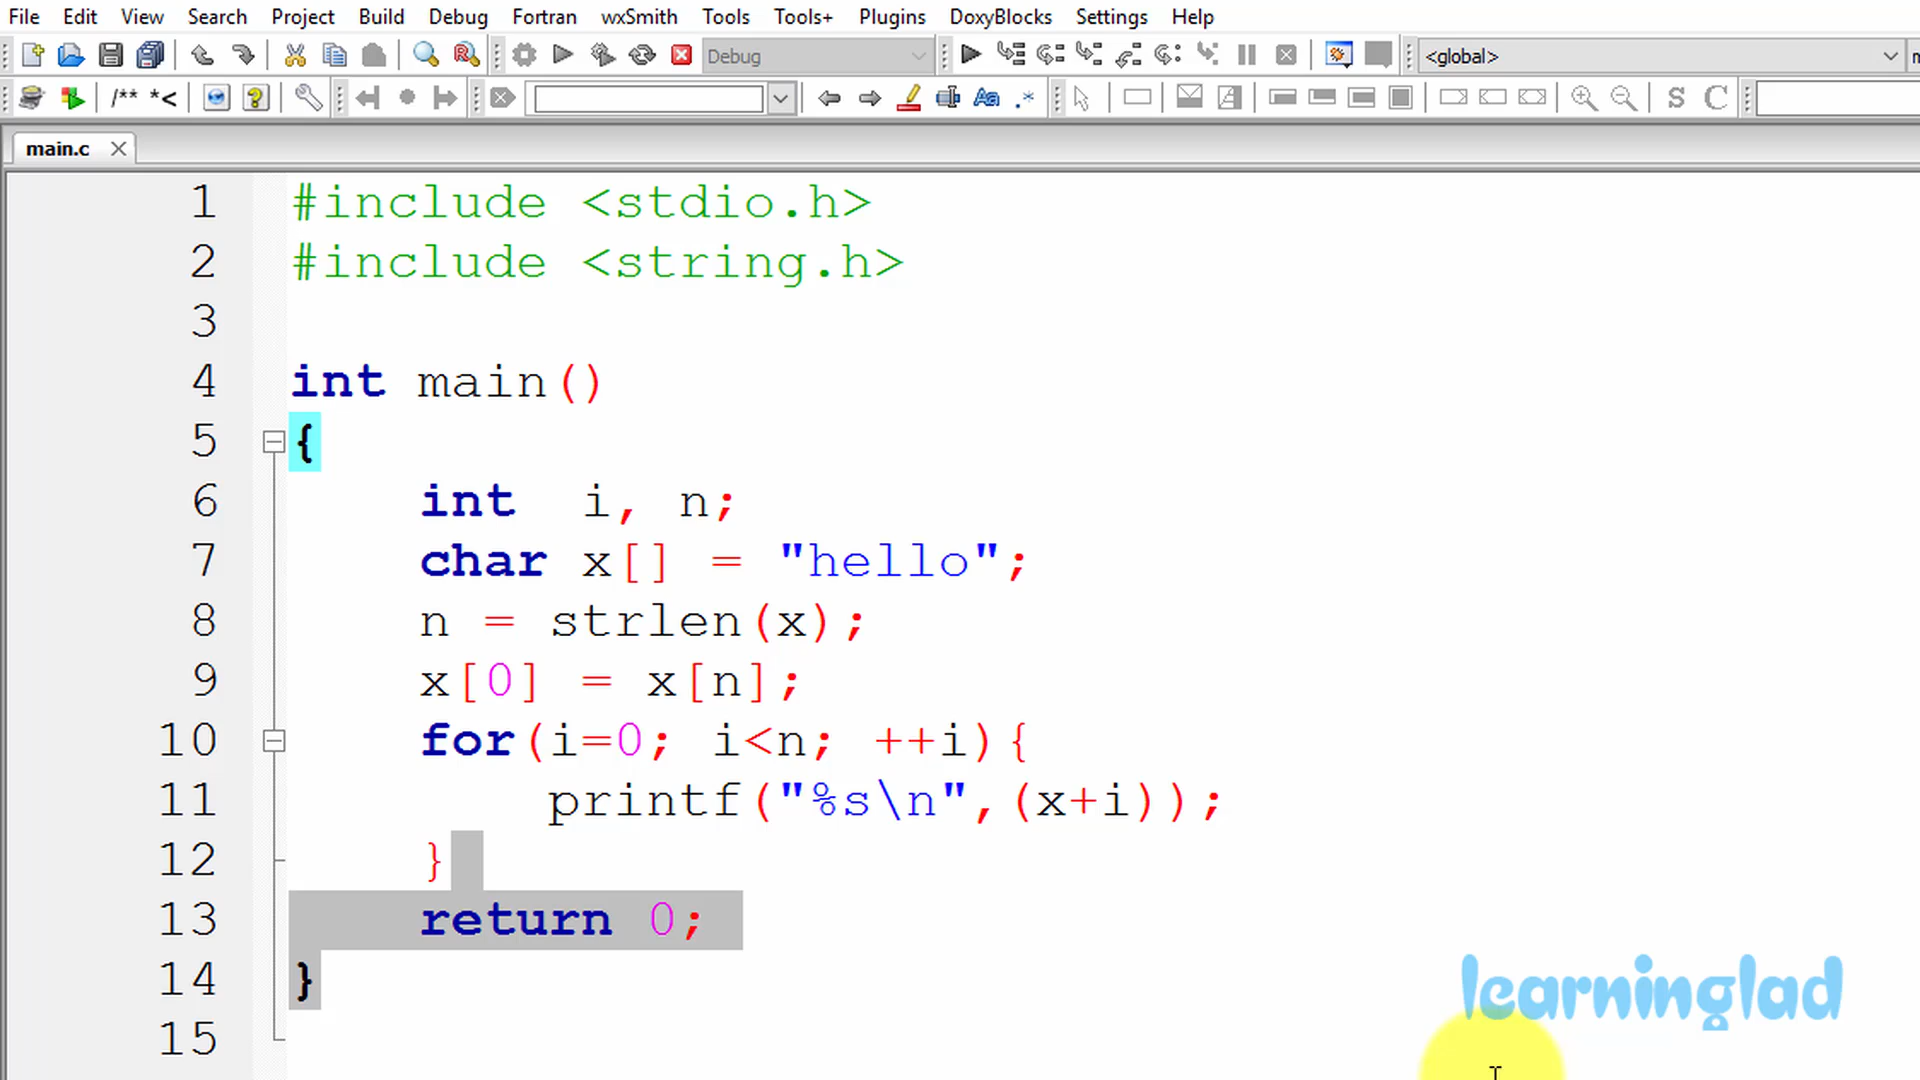 File Edit View Search Project Build Debug Fortran wxSmith Tools Tools+ Plugins DoxyBlocks Settings Help
Debug <global>
/** *< Aa .* S C
main.c
1 #include <stdio.h>
2 #include <string.h>
3
4 int main()
5 {
6 int  i, n;
7 char x[] = "hello";
8 n = strlen(x);
9 x[0] = x[n];
10 for(i=0; i<n; ++i){
11 printf("%s\n",(x+i));
12 }
13 return 0;
14 }
15
learninglad